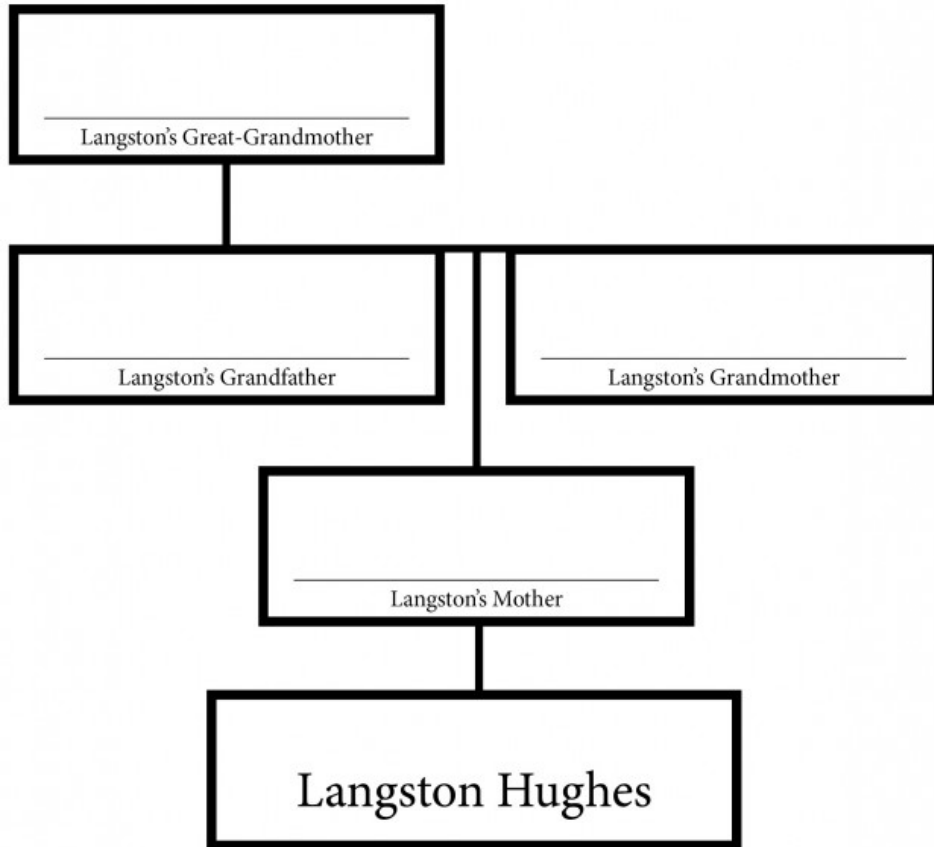 Langston's Great-Grandmother
Langston's Grandfather
Langston's Grandmother
Langston's Mother
Langston Hughes